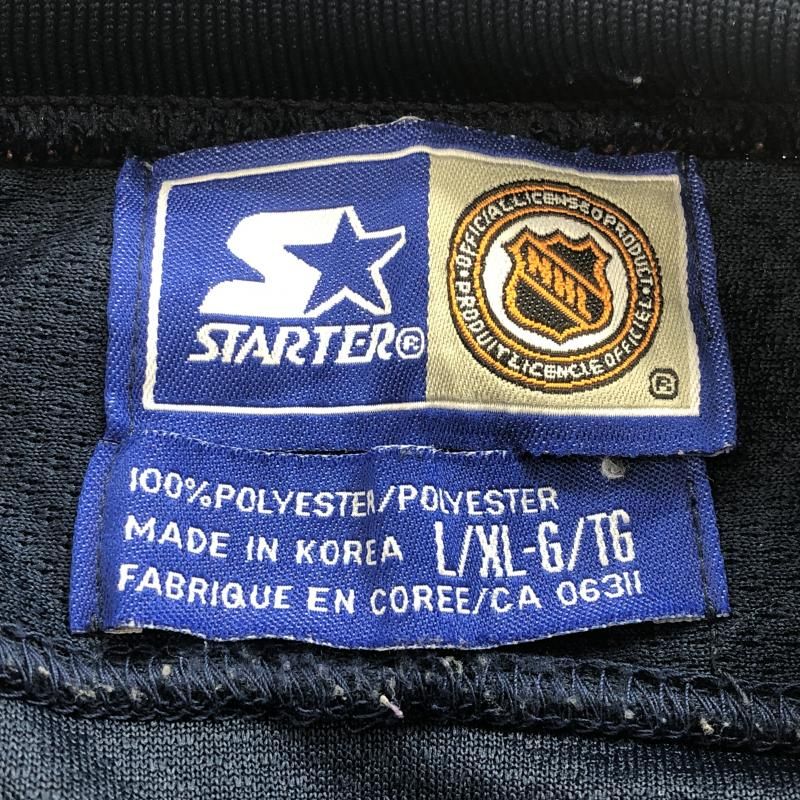 STARTER®
OFFICIAL LICENSED PRODUCT
NHL
PRODUIT LICENCIE OFFICIEL
®
100% POLYESTER/POLYESTER
MADE IN KOREA L/XL-G/TG
FABRIQUE EN COREE/CA 06311